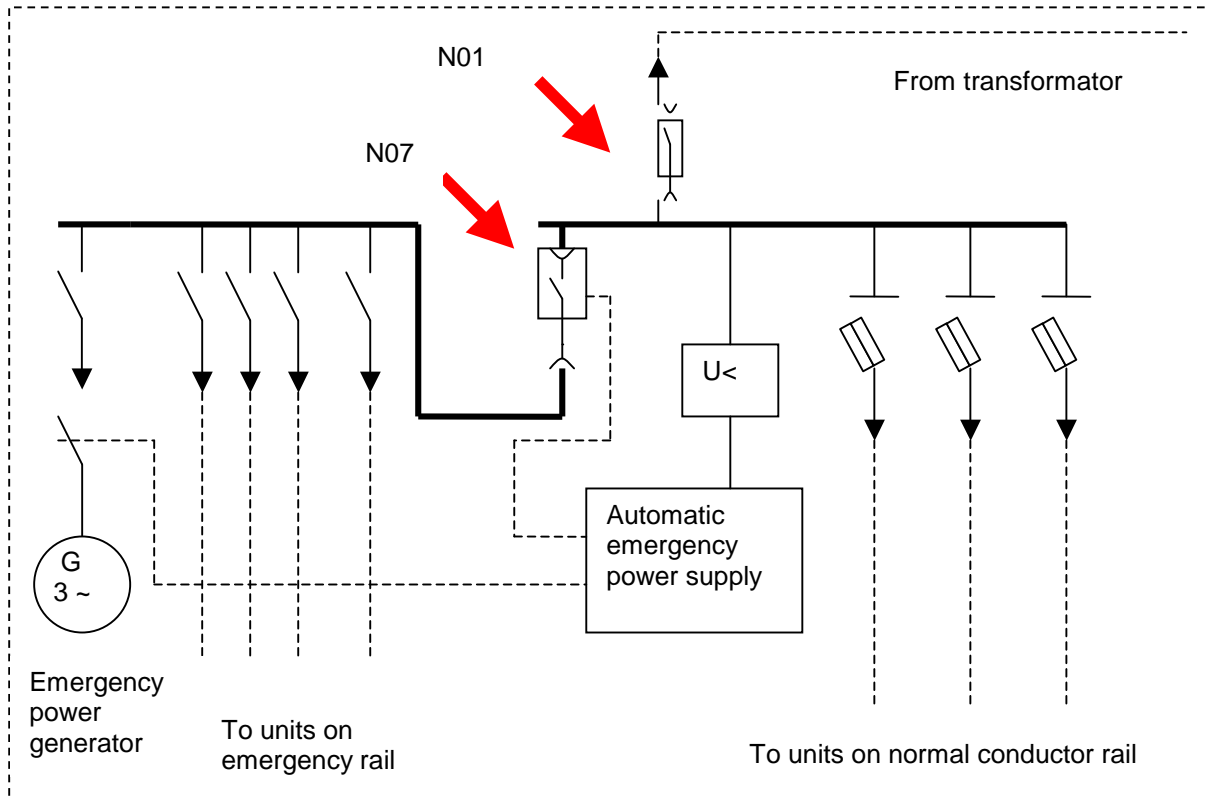 N01
From transformator
N07
U<
Automatic
emergency
power supply
G
3 ~
Emergency
power
generator
To units on
emergency rail
To units on normal conductor rail